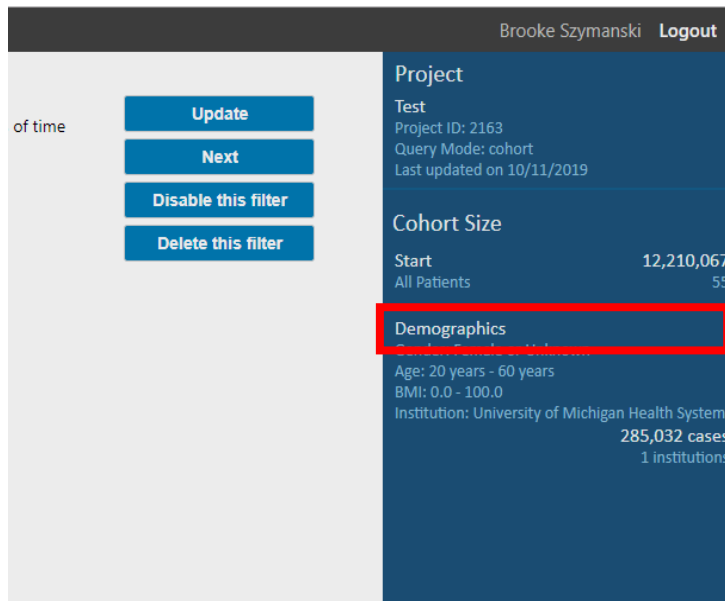 Brooke Szymanski Logout
of time
Update
Next
Disable this filter
Delete this filter
Project
Test
Project ID: 2163
Query Mode: cohort
Last updated on 10/11/2019
Cohort Size
Start 12,210,067
All Patients 55
Demographics
Age: 20 years - 60 years
BMI: 0.0 - 100.0
Institution: University of Michigan Health System
285,032 cases
1 institutions